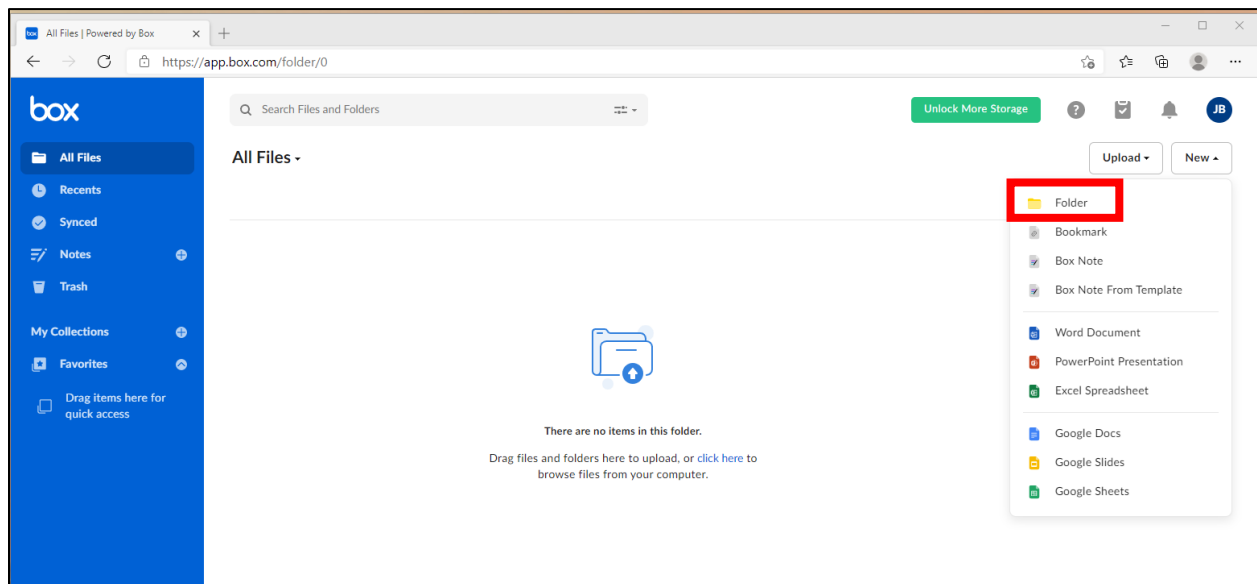 box All Files | Powered by Box
https://app.box.com/folder/0
box
Search Files and Folders
Unlock More Storage
JB
All Files
Recents
Synced
Notes
Trash
My Collections
Favorites
Drag items here for
quick access
All Files
Upload
New
Folder
Bookmark
Box Note
Box Note From Template
Word Document
PowerPoint Presentation
Excel Spreadsheet
Google Docs
Google Slides
Google Sheets
There are no items in this folder.
Drag files and folders here to upload, or click here to
browse files from your computer.